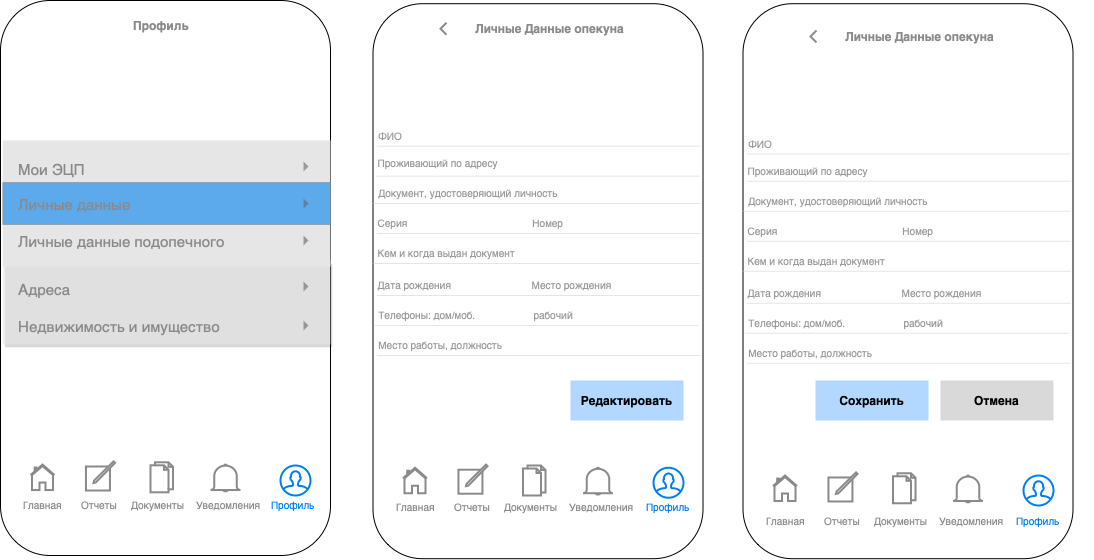 Профиль
Мои ЭЦП
Личные данные
Личные данные подопечного
Адреса
Недвижимость и имущество
Главная Отчеты Документы Уведомления Профиль
Личные Данные опекуна
ФИО
Проживающий по адресу
Документ, удостоверяющий личность
Серия Номер
Кем и когда выдан документ
Дата рождения Место рождения
Телефоны: дом/моб. рабочий
Место работы, должность
Редактировать
Главная Отчеты Документы Уведомления Профиль
Личные Данные опекуна
ФИО
Проживающий по адресу
Документ, удостоверяющий личность
Серия Номер
Кем и когда выдан документ
Дата рождения Место рождения
Телефоны: дом/моб. рабочий
Место работы, должность
Сохранить Отмена
Главная Отчеты Документы Уведомления Профиль